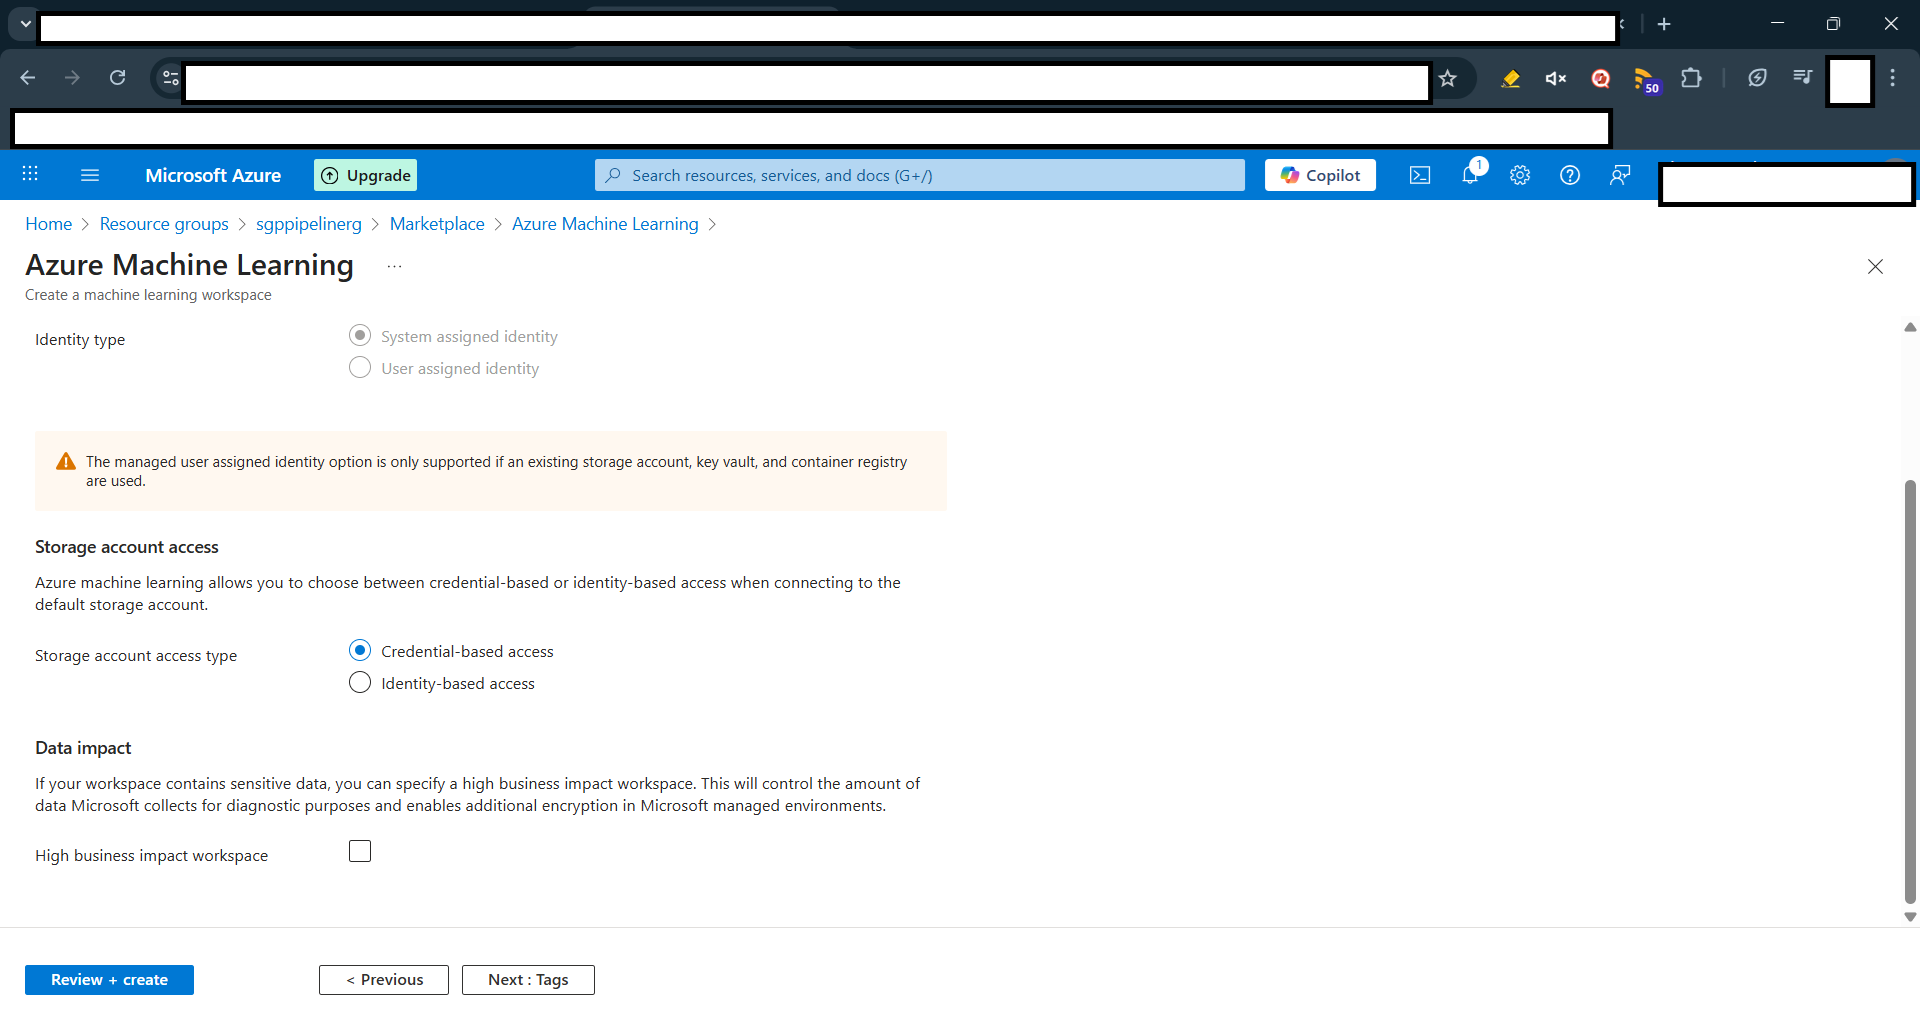 50
Microsoft Azure
Upgrade
Search resources, services, and docs (G+/)
Copilot
1
Home > Resource groups > sgppipelinerg > Marketplace > Azure Machine Learning >
Azure Machine Learning ...
Create a machine learning workspace
Identity type
System assigned identity
User assigned identity
The managed user assigned identity option is only supported if an existing storage account, key vault, and container registry
are used.
Storage account access
Azure machine learning allows you to choose between credential-based or identity-based access when connecting to the
default storage account.
Storage account access type
Credential-based access
Identity-based access
Data impact
If your workspace contains sensitive data, you can specify a high business impact workspace. This will control the amount of
data Microsoft collects for diagnostic purposes and enables additional encryption in Microsoft managed environments.
High business impact workspace
Review + create
< Previous
Next : Tags